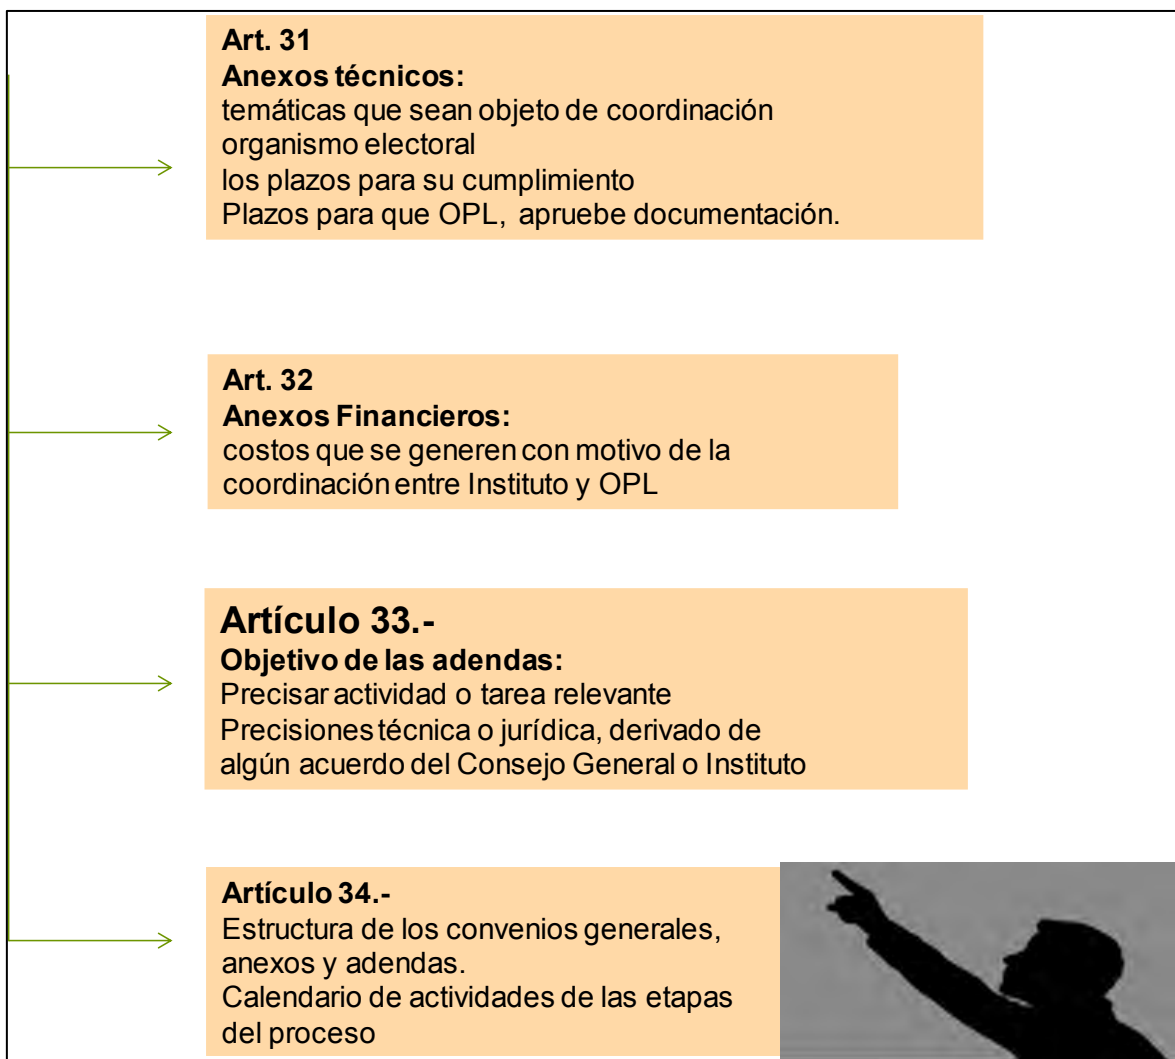 Art. 31
Anexos técnicos:
temáticas que sean objeto de coordinación
organismo electoral
los plazos para su cumplimiento
Plazos para que OPL, apruebe documentación.
Art. 32
Anexos Financieros:
costos que se generen con motivo de la
coordinación entre Instituto y OPL
Artículo 33.-
Objetivo de las adendas:
Precisar actividad o tarea relevante
Precisiones técnica o jurídica, derivado de
algún acuerdo del Consejo General o Instituto
Artículo 34.-
Estructura de los convenios generales,
anexos y adendas.
Calendario de actividades de las etapas
del proceso